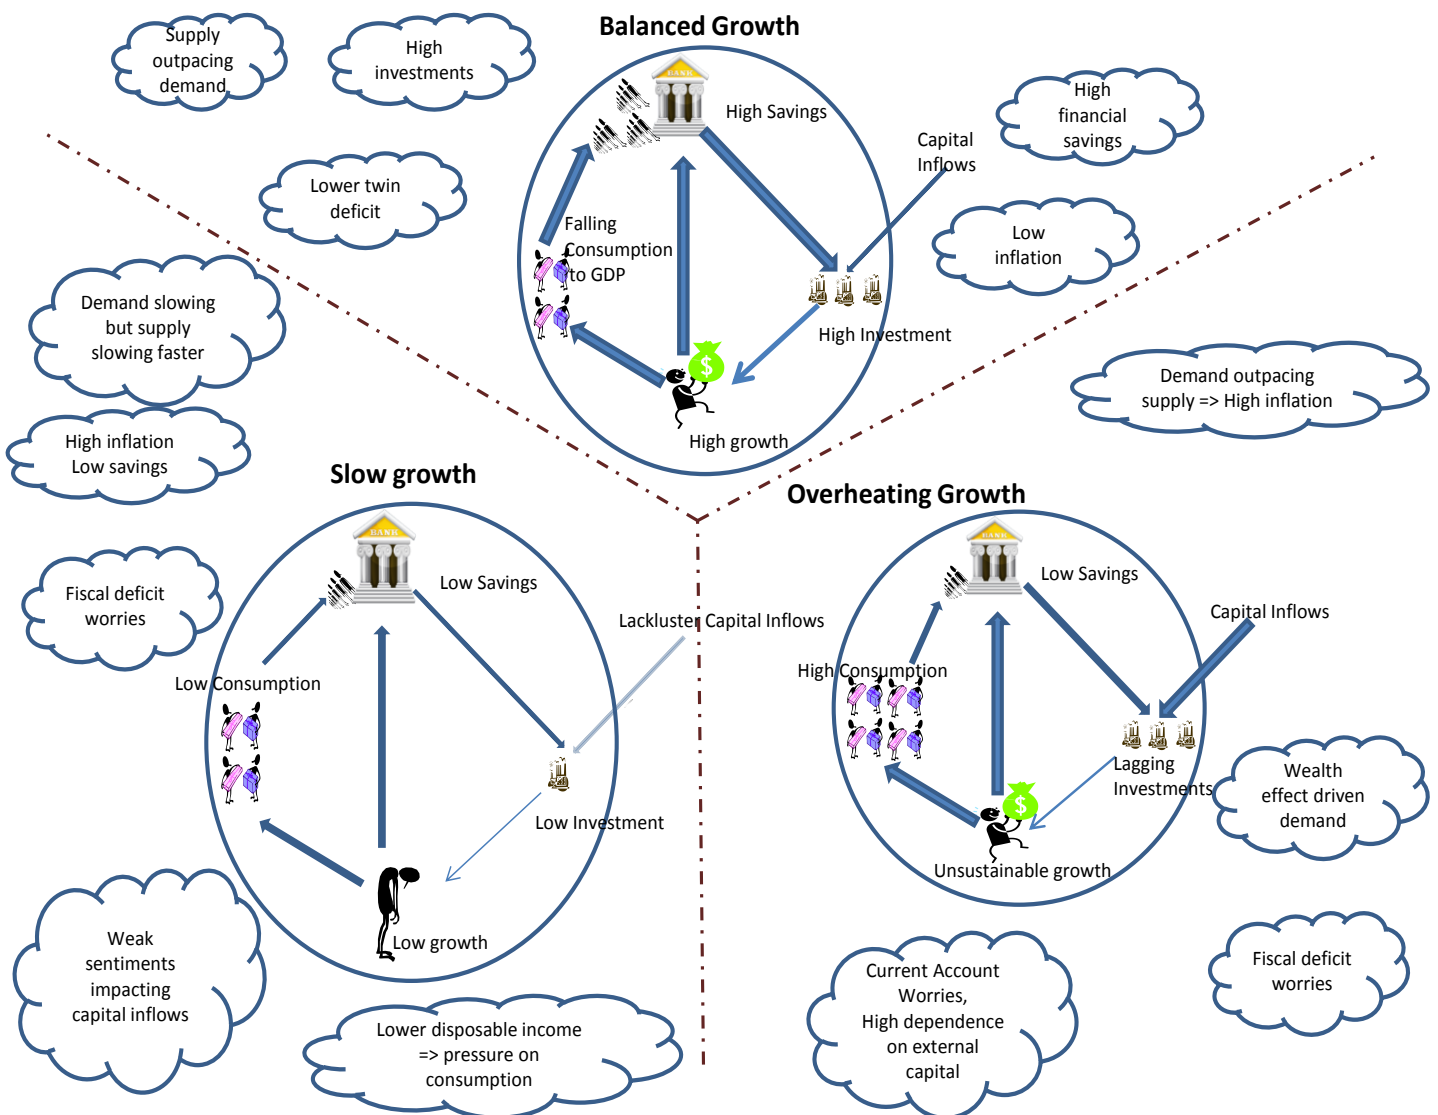 Balanced Growth
Supply
outpacing
demand
High
investments
Lower twin
deficit
BANK
High Savings
Capital
Inflows
High
financial
savings
Low
inflation
Falling
Consumption
to GDP
High Investment
$
High growth
Demand slowing
but supply
slowing faster
High inflation
Low savings
Slow growth
BANK
Low Savings
Fiscal deficit
worries
Lackluster Capital Inflows
Low Consumption
Low Investment
Low growth
Weak
sentiments
impacting
capital inflows
Lower disposable income
=> pressure on
consumption
Demand outpacing
supply => High inflation
Overheating Growth
BANK
Low Savings
Capital Inflows
High Consumption
Lagging
Investments
$
Unsustainable growth
Wealth
effect driven
demand
Current Account
Worries,
High dependence
on external
capital
Fiscal deficit
worries